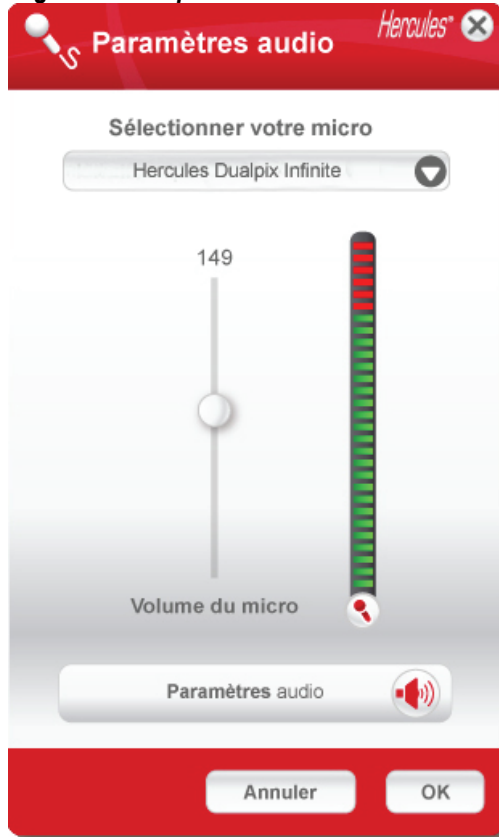 Paramètres audio
Hercules®
Sélectionner votre micro
Hercules Dualpix Infinite
149
Volume du micro
Paramètres audio
Annuler
OK